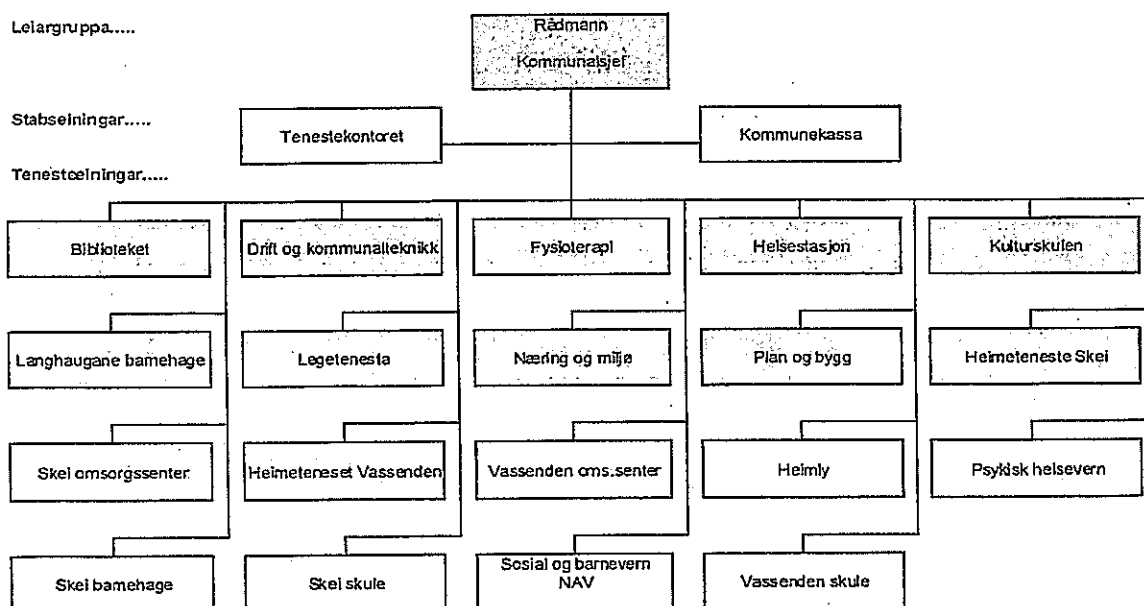 Leiargruppa.....
Rådmann
Kommunalsjef
Stabseiningar.....
Tenestekontoret
Kommunekassa
Tenesteeiningar.....
Biblioteket
Drift og kommunalteknikk
Fysioterapi
Helsestasjon
Kulturskulen
Langhaugane barnehage
Legetenesta
Næring og miljø
Plan og bygg
Heimeteneste Skei
Skei omsorgssenter
Heimeteneset Vassenden
Vassenden oms.senter
Heimly
Psykisk helsevern
Skei barnehage
Skei skule
Sosial og barnevern
NAV
Vassenden skule